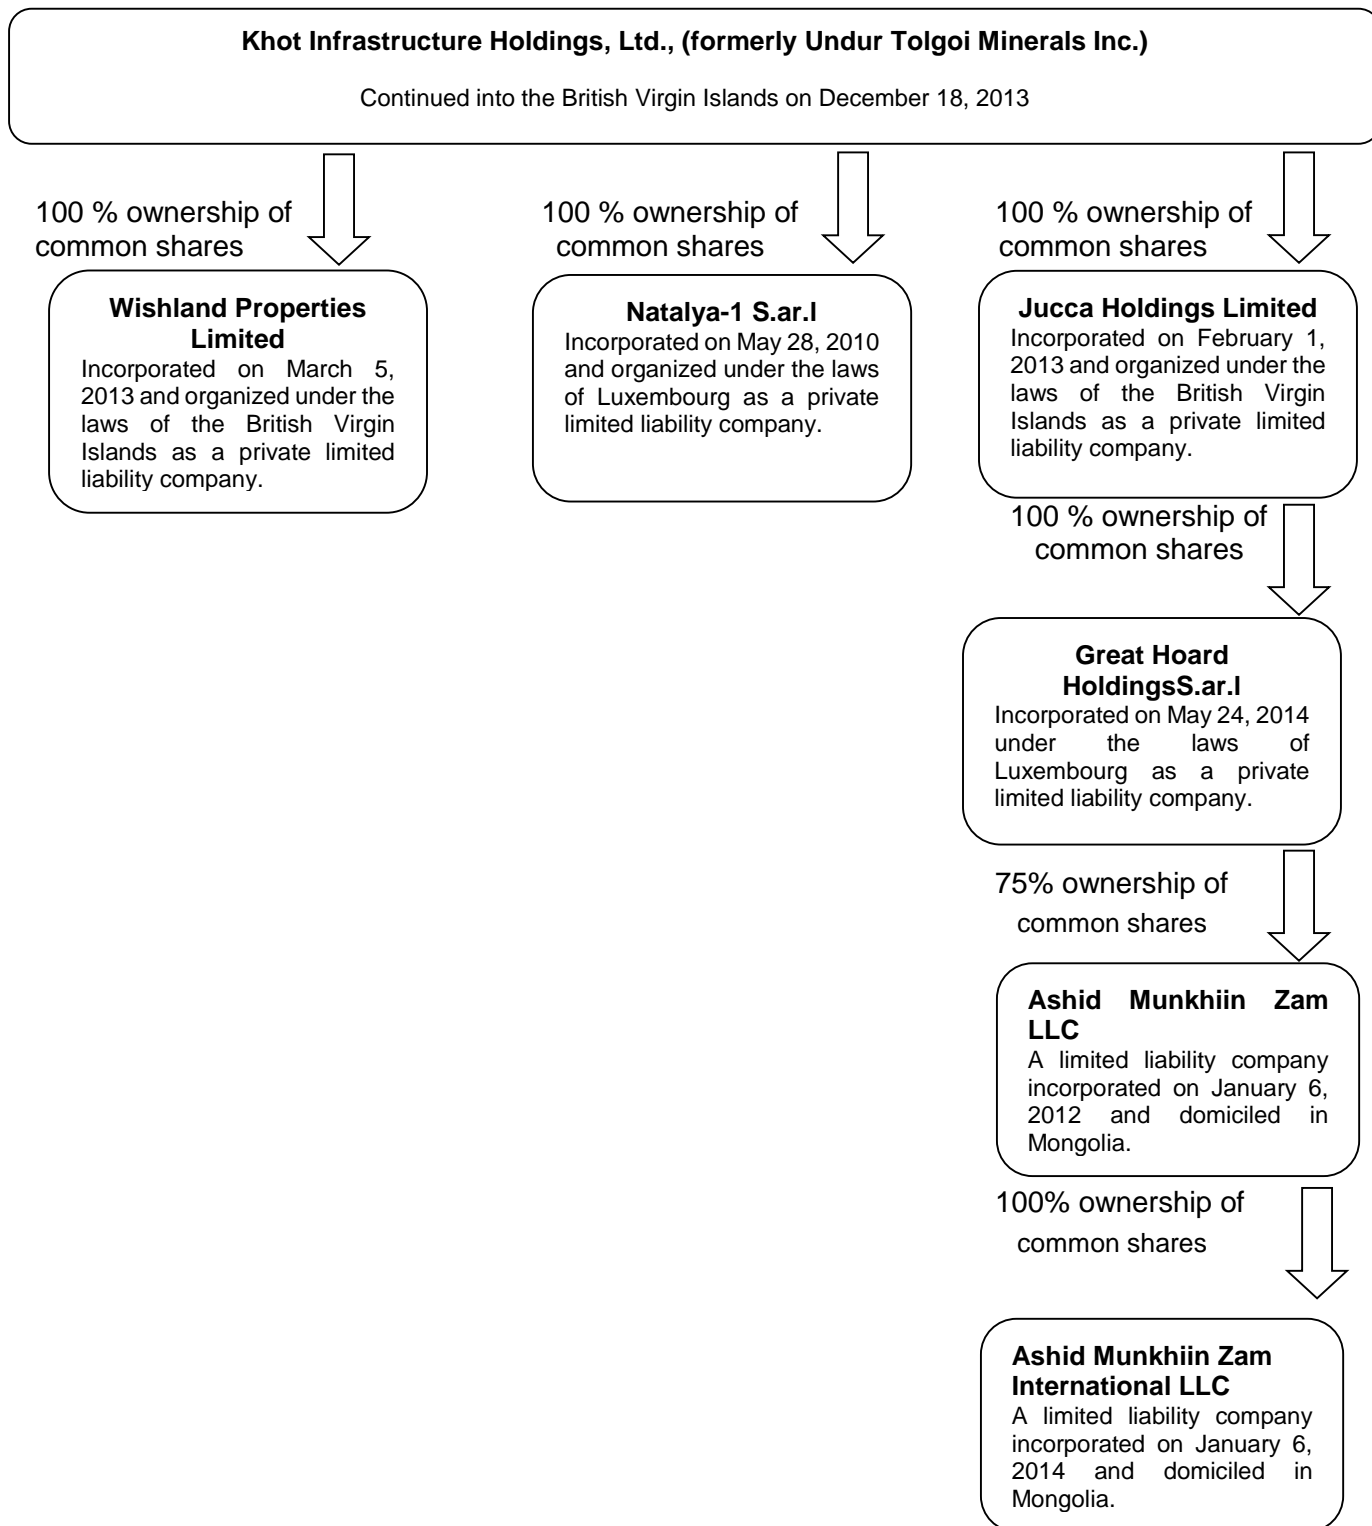 Khot Infrastructure Holdings, Ltd., (formerly Undur Tolgoi Minerals Inc.)
Continued into the British Virgin Islands on December 18, 2013
100 % ownership of
common shares
100 % ownership of
common shares
100 % ownership of
common shares
Wishland Properties
Limited
Incorporated on March 5,
2013 and organized under the
laws of the British Virgin
Islands as a private limited
liability company.
Natalya-1 S.ar.l
Incorporated on May 28, 2010
and organized under the laws
of Luxembourg as a private
limited liability company.
Jucca Holdings Limited
Incorporated on February 1,
2013 and organized under the
laws of the British Virgin
Islands as a private limited
liability company.
100 % ownership of
common shares
Great Hoard
HoldingsS.ar.l
Incorporated on May 24, 2014
under the laws of
Luxembourg as a private
limited liability company.
75% ownership of
common shares
Ashid Munkhiin Zam
LLC
A limited liability company
incorporated on January 6,
2012 and domiciled in
Mongolia.
100% ownership of
common shares
Ashid Munkhiin Zam
International LLC
A limited liability company
incorporated on January 6,
2014 and domiciled in
Mongolia.